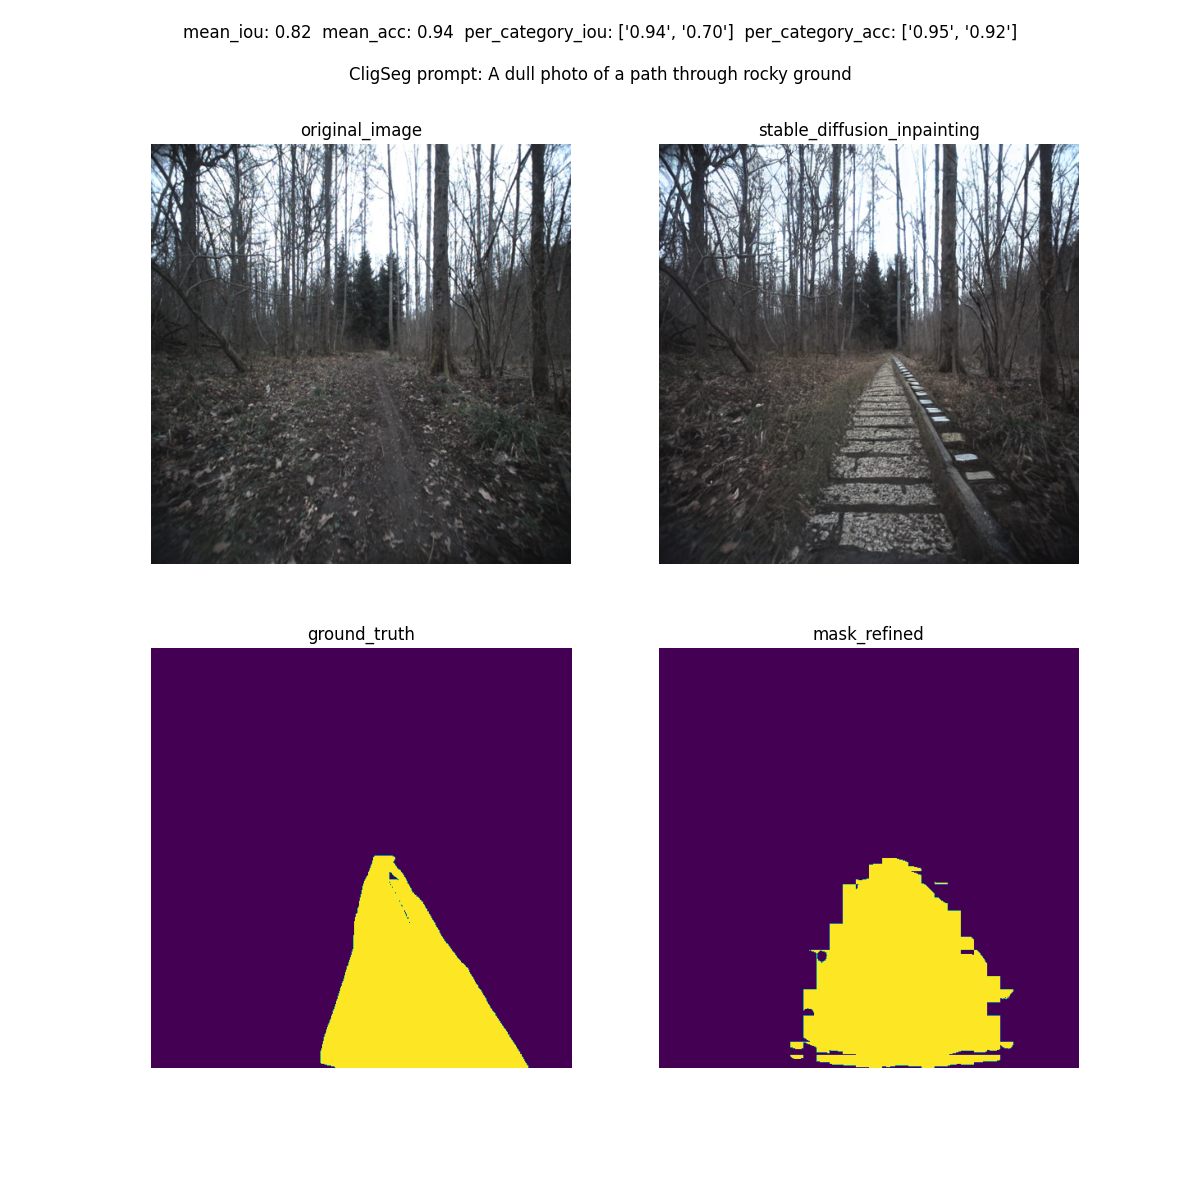 mean_iou: 0.82  mean_acc: 0.94  per_category_iou: ['0.94', '0.70']  per_category_acc: ['0.95', '0.92']
CligSeg prompt: A dull photo of a path through rocky ground
original_image
stable_diffusion_inpainting
ground_truth
mask_refined